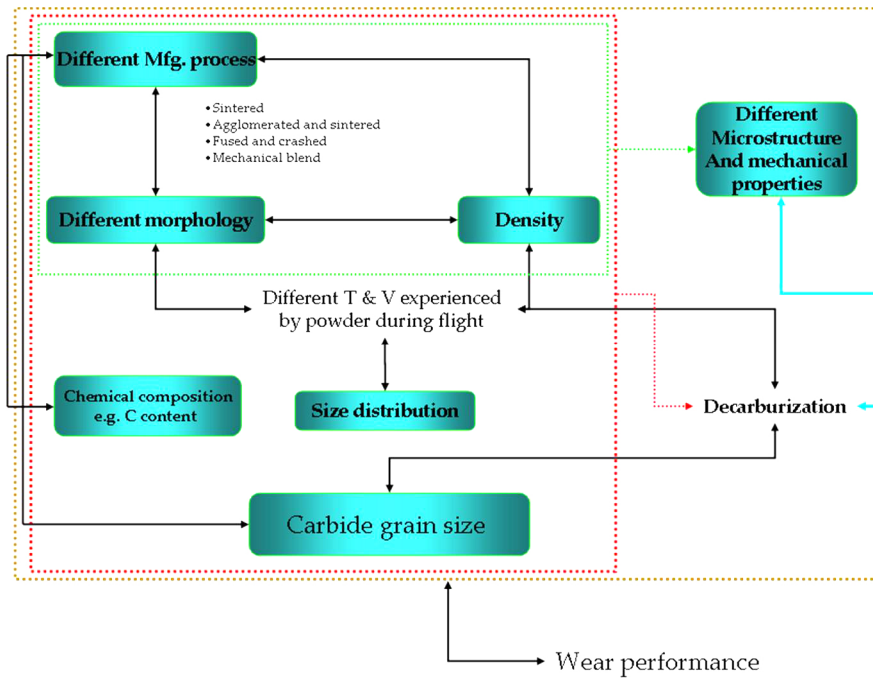 Different Mfg. process
• Sintered
• Agglomerated and sintered
• Fused and crashed
• Mechanical blend
Different
Microstructure
And mechanical
properties
Different morphology
Density
Different T & V experienced
by powder during flight
Chemical composition
e.g. C content
Size distribution
Decarburization
Carbide grain size
Wear performance